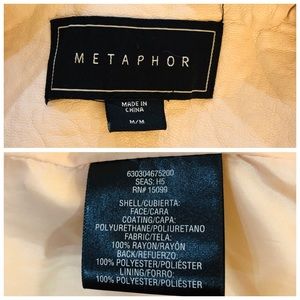 METAPHOR
MADE IN
CHINA
M/M
630304675200
SEAS: H5
RN# 15099
SHELL/CUBIERTA:
FACE/CARA
COATING/CAPA:
POLYURETHANE/POLIURETANO
FABRIC/TELA:
100% RAYON/RAYÓN
BACK/REFUERZO:
100% POLYESTER/POLIÉSTER
LINING/FORRO:
100% POLYESTER/POLIÉSTER